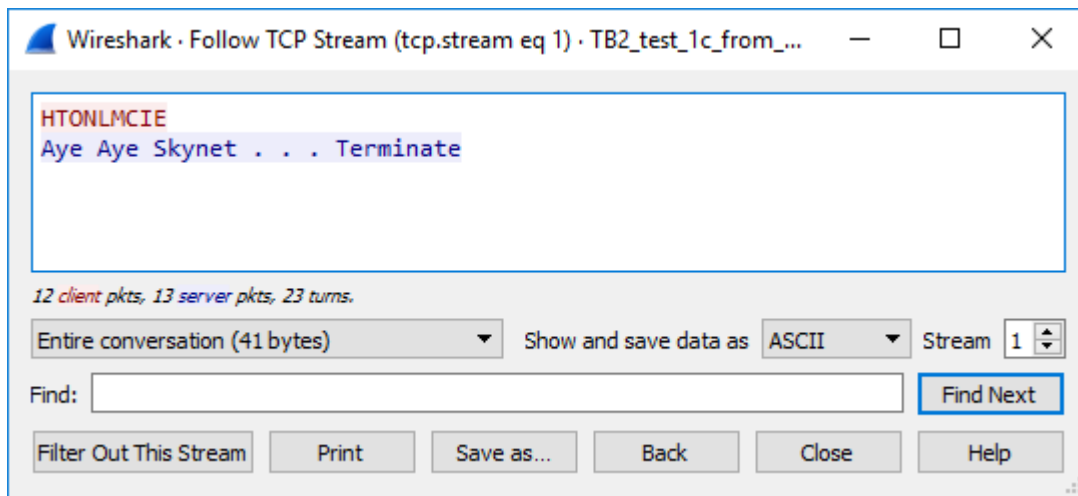 Wireshark · Follow TCP Stream (tcp.stream eq 1) · TB2_test_1c_from_...
HTONLMCIE
Aye Aye Skynet . . . Terminate
12 client pkts, 13 server pkts, 23 turns.
Entire conversation (41 bytes) Show and save data as ASCII Stream 1
Find: Find Next
Filter Out This Stream Print Save as... Back Close Help